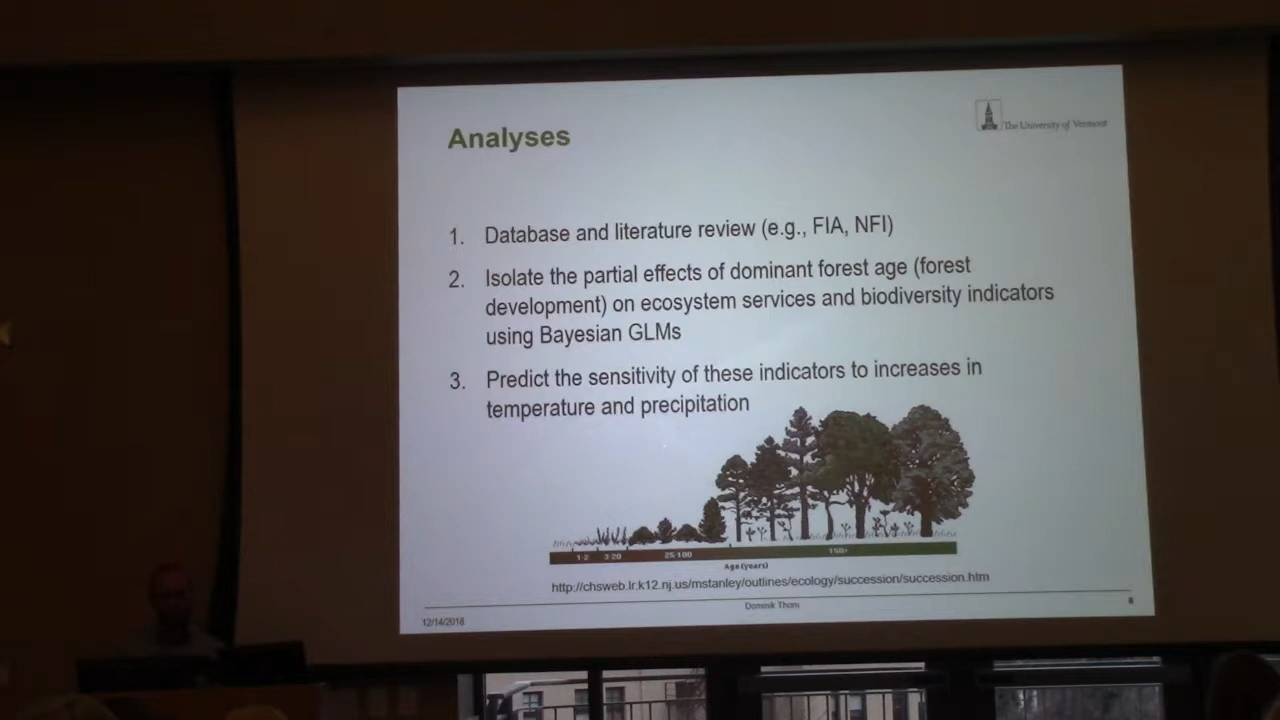 The University of Vermont
Analyses
1. Database and literature review (e.g., FIA, NFI)
2. Isolate the partial effects of dominant forest age (forest
development) on ecosystem services and biodiversity indicators
using Bayesian GLMs
3. Predict the sensitivity of these indicators to increases in
temperature and precipitation
1-2 3-20 25-100 150+
Age (years)
http://chsweb.lr.k12.nj.us/mstanley/outlines/ecology/succession/succession.htm
12/14/2018
Dominik Thom
8